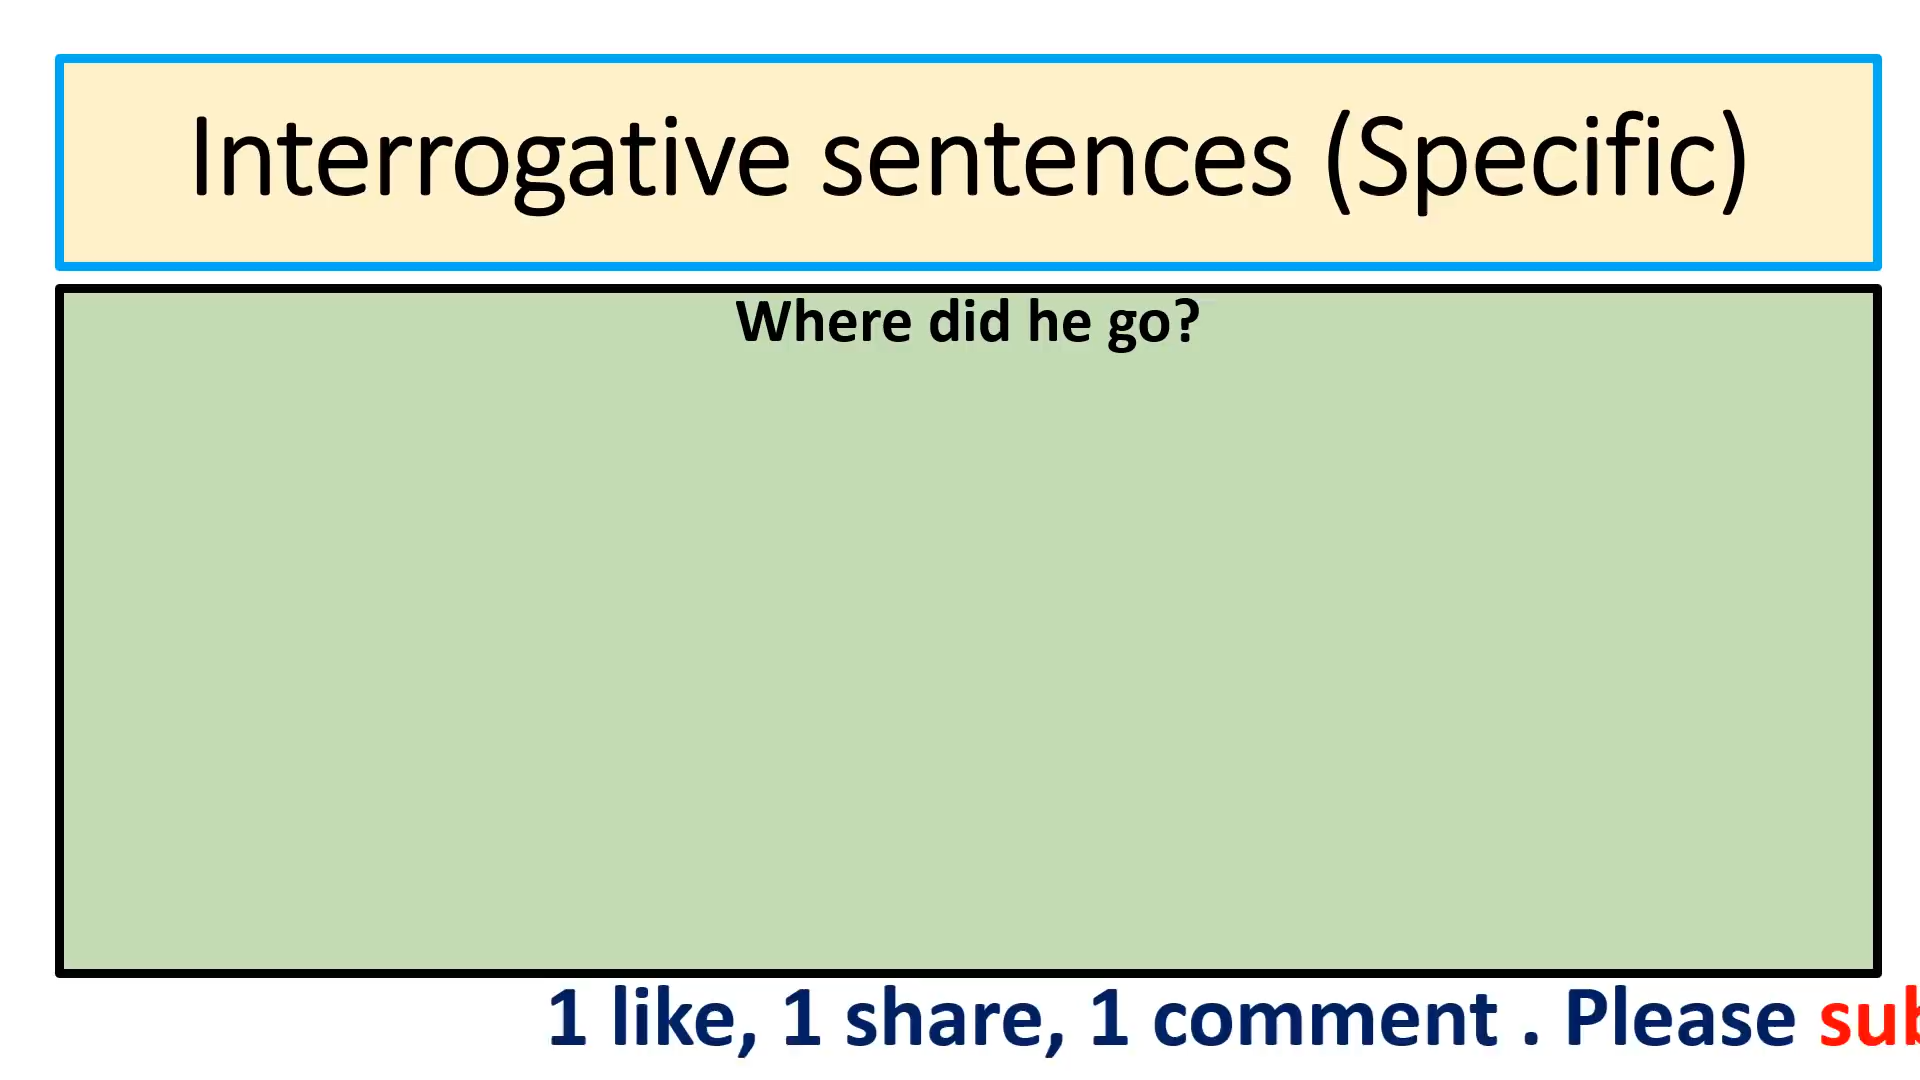 Interrogative sentences (Specific)
Where did he go?
1 like, 1 share, 1 comment . Please